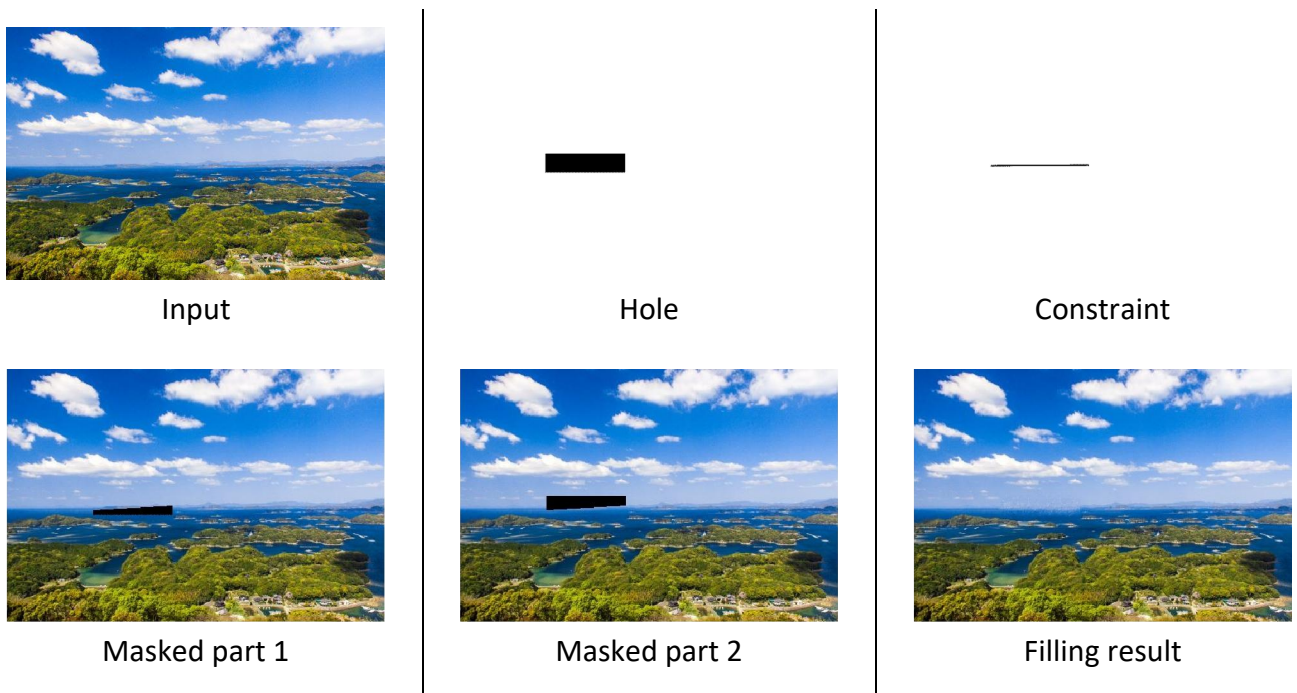 Input
Hole
Constraint
Masked part 1
Masked part 2
Filling result